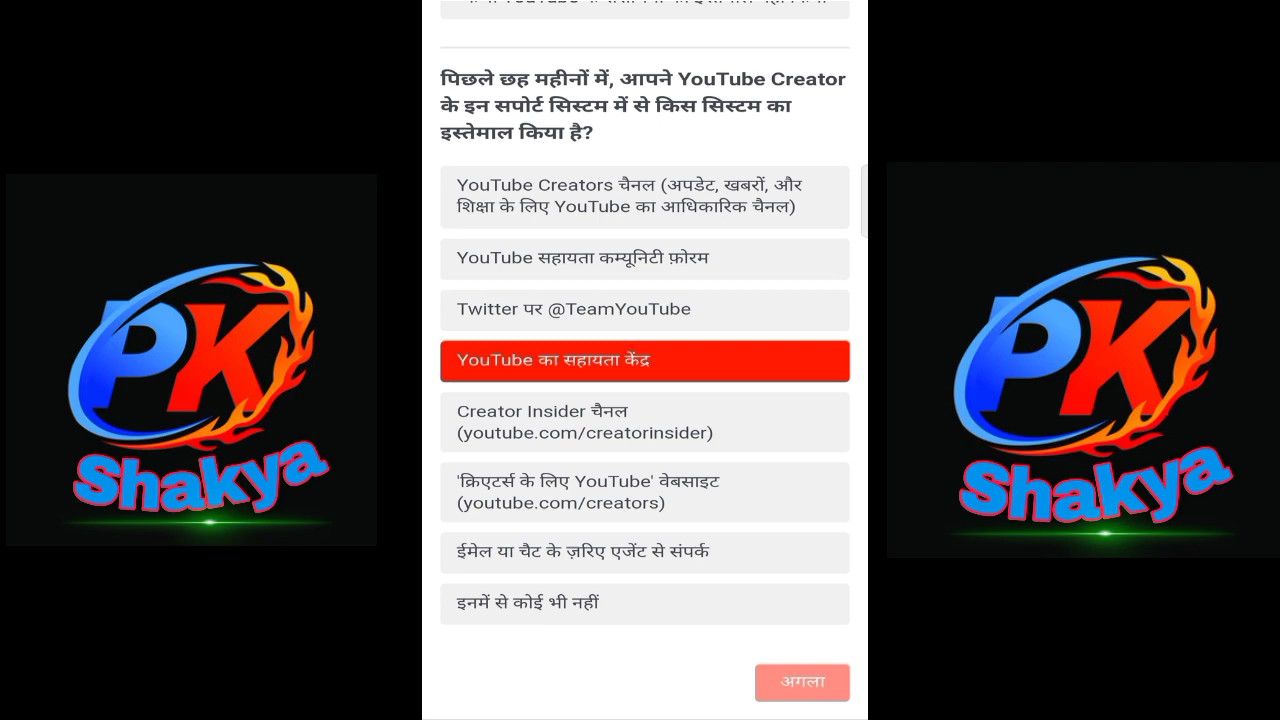 पिछले छह महीनों में, आपने YouTube Creator
के इन सपोर्ट सिस्टम में से किस सिस्टम का
इस्तेमाल किया है?
YouTube Creators चैनल (अपडेट, खबरों, और
शिक्षा के लिए YouTube का आधिकारिक चैनल)
YouTube सहायता कम्यूनिटी फ़ोरम
Twitter पर @TeamYouTube
YouTube का सहायता केंद्र
Creator Insider चैनल
(youtube.com/creatorinsider)
'क्रिएटर्स के लिए YouTube' वेबसाइट
(youtube.com/creators)
ईमेल या चैट के ज़रिए एजेंट से संपर्क
इनमें से कोई भी नहीं
अगला
PK
Shakya
PK
Shakya